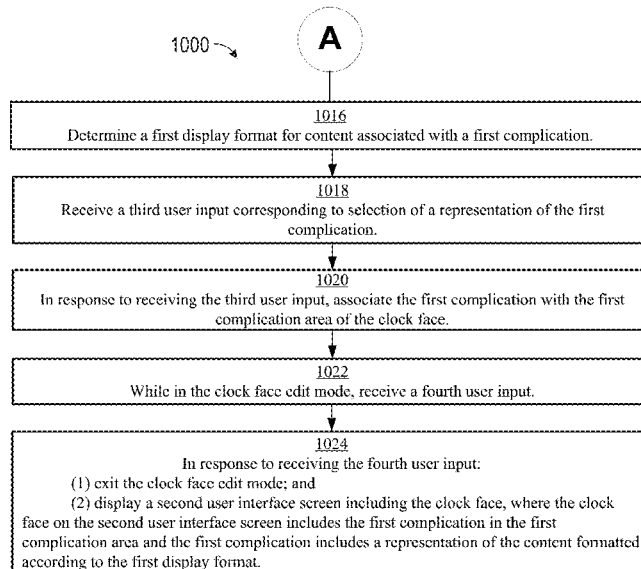 A
1000
1016
Determine a first display format for content associated with a first complication.
1018
Receive a third user input corresponding to selection of a representation of the first
complication.
1020
In response to receiving the third user input, associate the first complication with the first
complication area of the clock face.
1022
While in the clock face edit mode, receive a fourth user input.
1024
In response to receiving the fourth user input:
(1) exit the clock face edit mode; and
(2) display a second user interface screen including the clock face, where the clock
face on the second user interface screen includes the first complication in the first
complication area and the first complication includes a representation of the content formatted
according to the first display format.